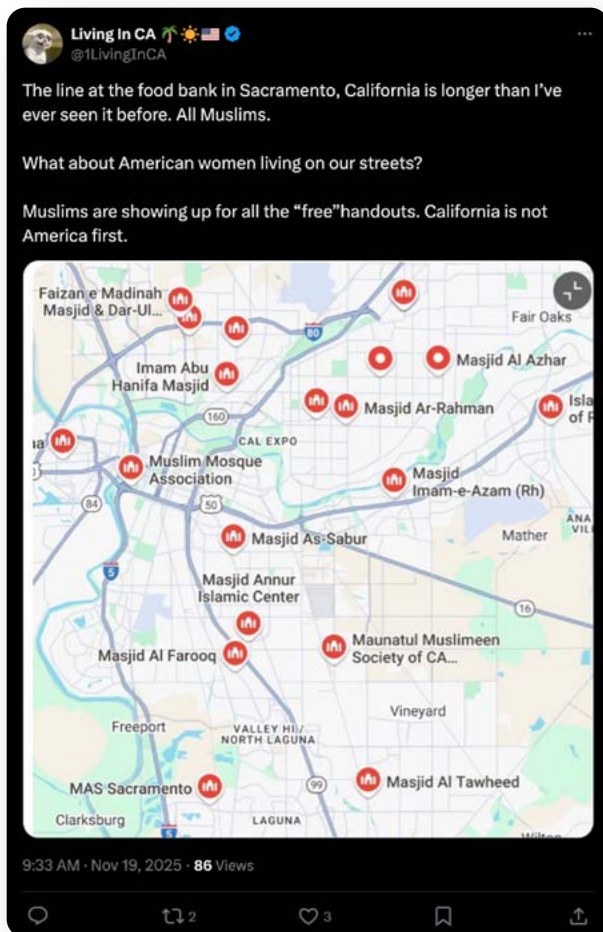 Living In CA 🌴☀️🇺🇸
@1LivingInCA
The line at the food bank in Sacramento, California is longer than I've
ever seen it before. All Muslims.
What about American women living on our streets?
Muslims are showing up for all the “free”handouts. California is not
America first.
Faizan e Madinah
Masjid & Dar-Ul...
80
Fair Oaks
Imam Abu
Hanifa Masjid
Masjid Al Azhar
160
Masjid Ar-Rahman
Isla
of F
CAL EXPO
na
Muslim Mosque
Association
Masjid
Imam-e-Azam (Rh)
84
50
ANA
VIL
Masjid As-Sabur
Mather
5
Masjid Annur
Islamic Center
16
Maunatul Muslimeen
Society of CA...
Masjid Al Farooq
Vineyard
Freeport
VALLEY HI /
NORTH LAGUNA
MAS Sacramento
99
Masjid Al Tawheed
Clarksburg
LAGUNA
5
Wilton
9:33 AM · Nov 19, 2025 · 86 Views
2
3